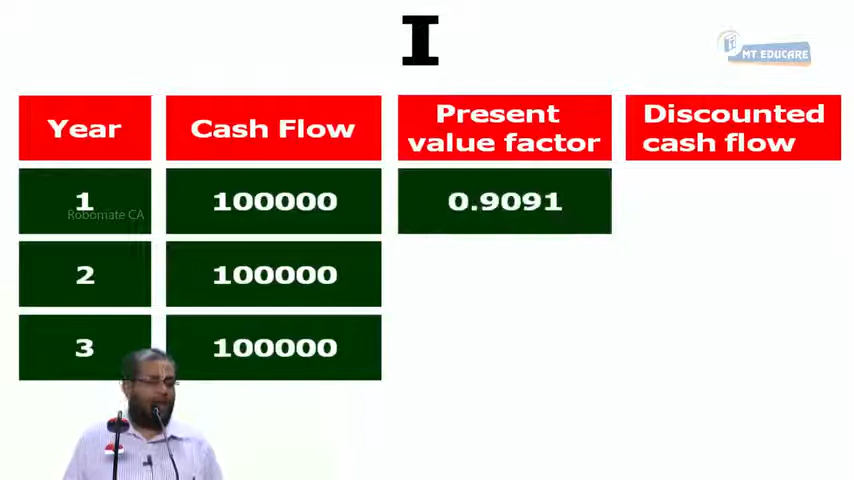 I
MT EDUCARE
Year
Cash Flow
Present
value factor
Discounted
cash flow
1
100000
0.9091
Robomate CA
2
100000
3
100000